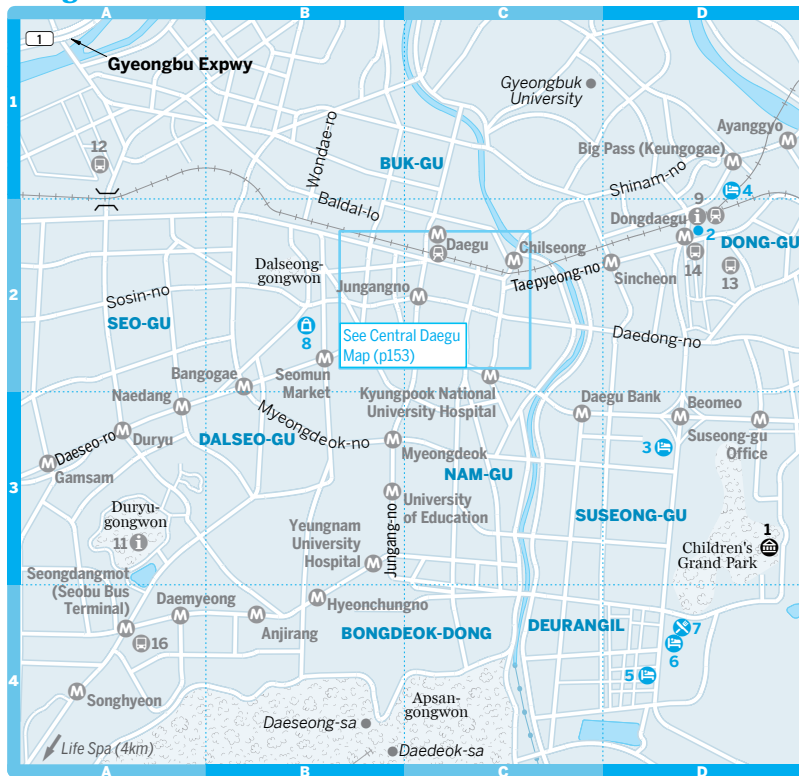 A
B
C
D
1
Gyeongbu Expwy
Gyeongbuk
University
1
Ayanggyo
Big Pass (Keungogae)
12
Wondae-ro
BUK-GU
Shinam-no
4
Baldal-lo
9
Dongdaegu
2
DONG-GU
Daegu
Chilseong
14
13
Dalseong-
gongwon
Taepyeong-no
Sincheon
Jungangno
2
Sosin-no
SEO-GU
8
See Central Daegu
Map (p153)
Daedong-no
Bangogae
Seomun
Market
Kyungpook National
University Hospital
Naedang
Daegu Bank
Beomeo
Myeongdeok-no
Daeseo-ro
Duryu
DALSEO-GU
Suseong-gu
Office
3
Myeongdeok
Gamsam
NAM-GU
3
University
of Education
SUSEONG-GU
Duryu-
gongwon
11
Jungang-no
Yeungnam
University
Hospital
1
Children's
Grand Park
Seongdangmot
(Seobu Bus
Terminal)
Daemyeong
Hyeonchungno
Anjirang
BONGDEOK-DONG
DEURANGIL
7
16
6
5
4
Songhyeon
Apsan-
gongwon
Daeseong-sa
Daedeok-sa
Life Spa (4km)
A
B
C
D